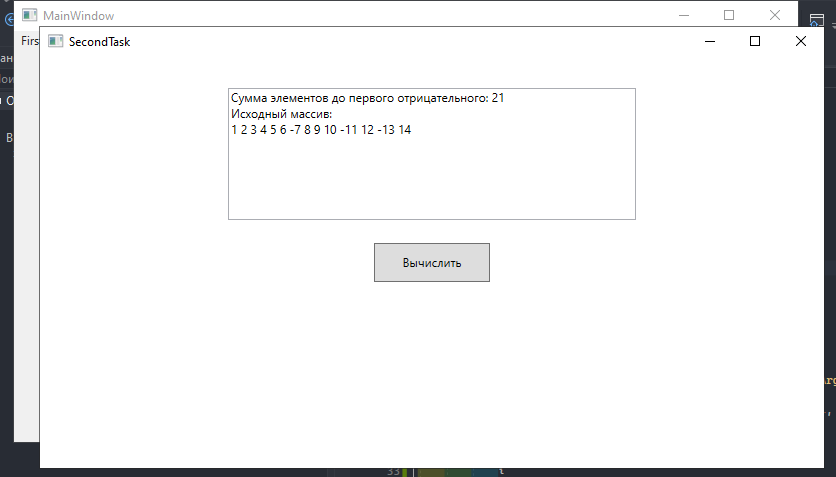 MainWindow
SecondTask
Сумма элементов до первого отрицательного: 21
Исходный массив:
1 2 3 4 5 6 -7 8 9 10 -11 12 -13 14
Вычислить
33